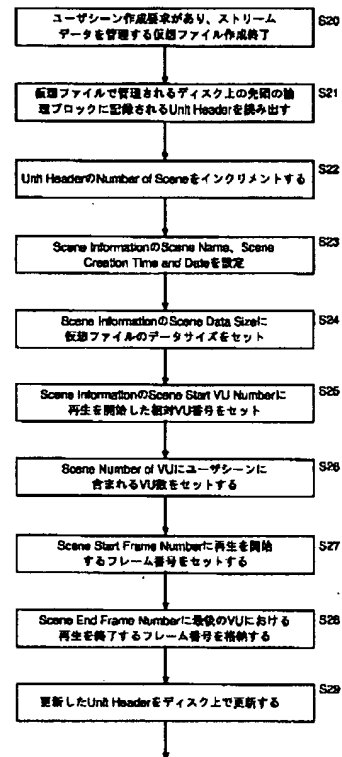 S20
ユーザシーン作成要求があり、ストリーム
データを管理する仮想ファイル作成終了
S21
仮想ファイルで管理されるディスク上の先頭の論
理ブロックに記録されるUnit Headerを読み出す
S22
Unit HeaderのNumber of Sceneをインクリメントする
S23
Scene InformationのScene Name、Scene
Creation Time and Dateを設定
S24
Scene InformationのScene Data Sizeに
仮想ファイルのデータサイズをセット
S25
Scene InformationのScene Start VU Numberに
再生を開始した相対VU番号をセット
S26
Scene Number of VUにユーザシーンに
含まれるVU数をセットする
S27
Scene Start Frame Numberに再生を開始
するフレーム番号をセットする
S28
Scene End Frame Numberに最後のVUにおける
再生を終了するフレーム番号を格納する
S29
更新したUnit Headerをディスク上で更新する